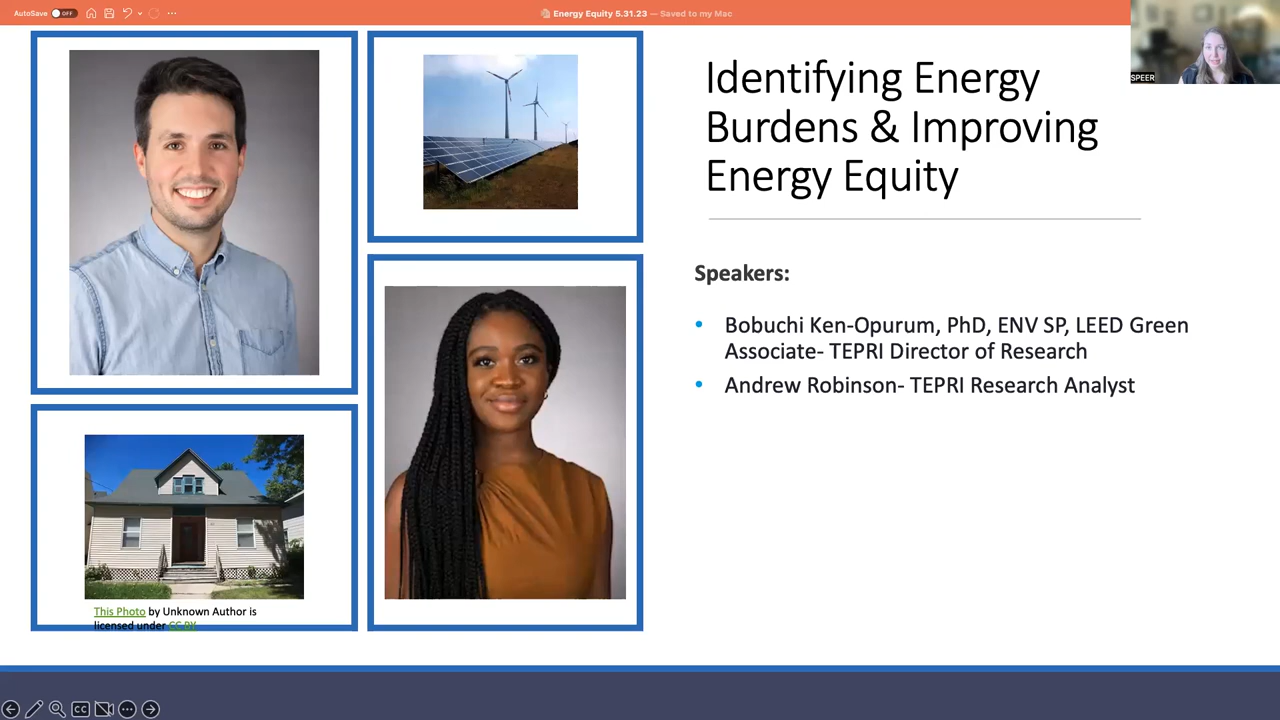 AutoSave OFF
Energy Equity 5.31.23 — Saved to my Mac
SPEER
Identifying Energy
Burdens & Improving
Energy Equity
Speakers:
• Bobuchi Ken-Opurum, PhD, ENV SP, LEED Green
Associate- TEPRI Director of Research
• Andrew Robinson- TEPRI Research Analyst
This Photo by Unknown Author is
licensed under CC BY
CC